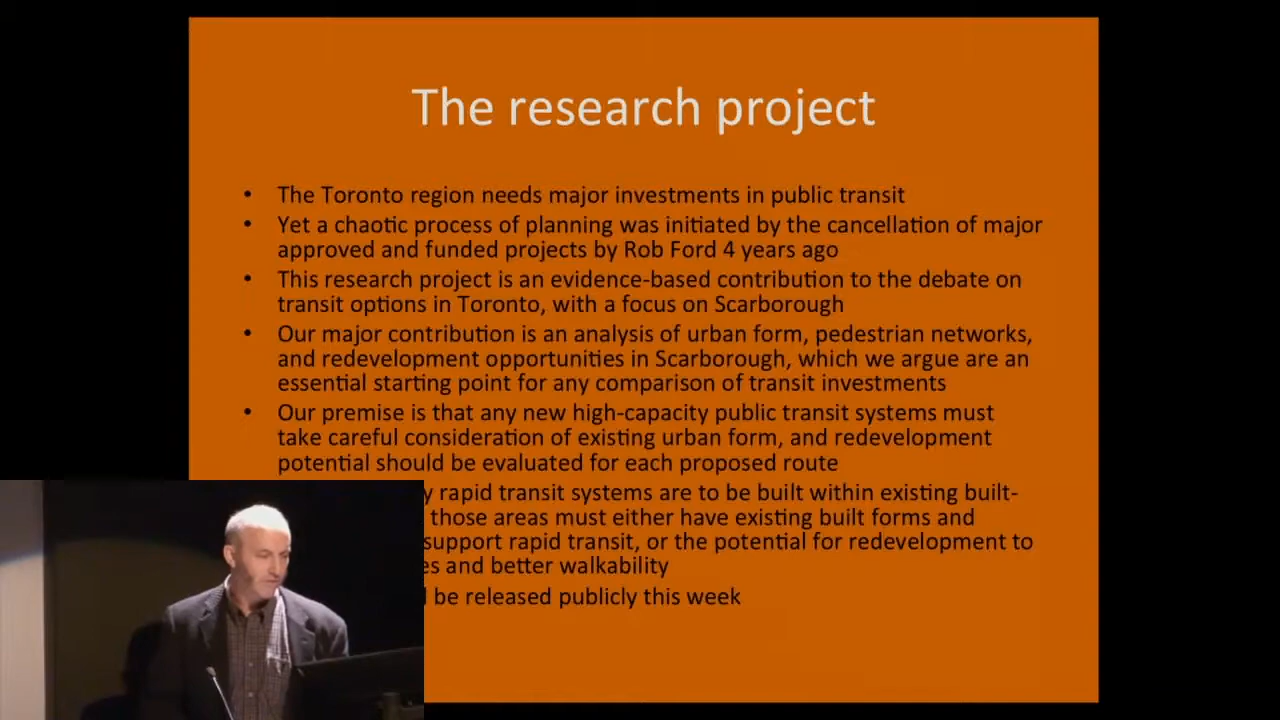 The research project
• The Toronto region needs major investments in public transit
• Yet a chaotic process of planning was initiated by the cancellation of major
approved and funded projects by Rob Ford 4 years ago
• This research project is an evidence-based contribution to the debate on
transit options in Toronto, with a focus on Scarborough
• Our major contribution is an analysis of urban form, pedestrian networks,
and redevelopment opportunities in Scarborough, which we argue are an
essential starting point for any comparison of transit investments
• Our premise is that any new high-capacity public transit systems must
take careful consideration of existing urban form, and redevelopment
potential should be evaluated for each proposed route
rapid transit systems are to be built within existing built-
those areas must either have existing built forms and
support rapid transit, or the potential for redevelopment to
and better walkability
be released publicly this week